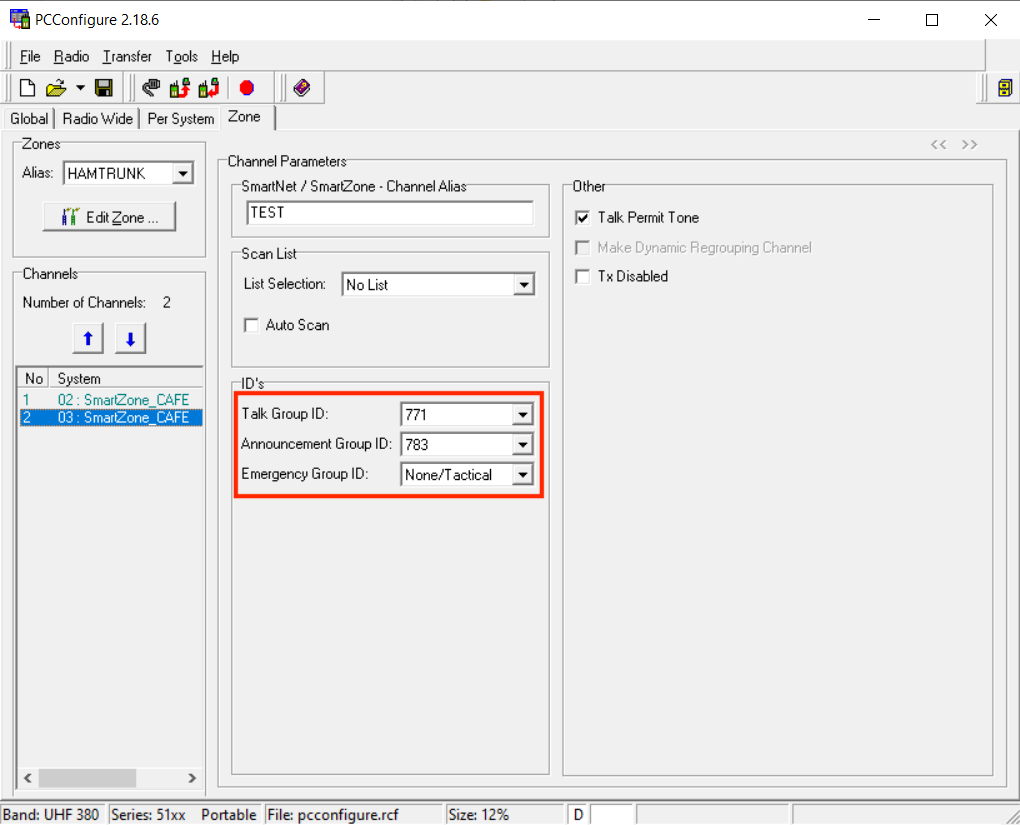 PCConfigure 2.18.6
File Radio Transfer Tools Help
Global Radio Wide Per System Zone
Zones
Alias: HAMTRUNK
Edit Zone ...
Channels
Number of Channels: 2
No System
1 02 : SmartZone_CAFE
2 03 : SmartZone_CAFE
<< >>
Channel Parameters
SmartNet / SmartZone - Channel Alias
TEST
Scan List
List Selection: No List
Auto Scan
ID's
Talk Group ID: 771
Announcement Group ID: 783
Emergency Group ID: None/Tactical
Other
Talk Permit Tone
Make Dynamic Regrouping Channel
Tx Disabled
Band: UHF 380 Series: 51xx Portable File: pcconfigure.rcf Size: 12% D